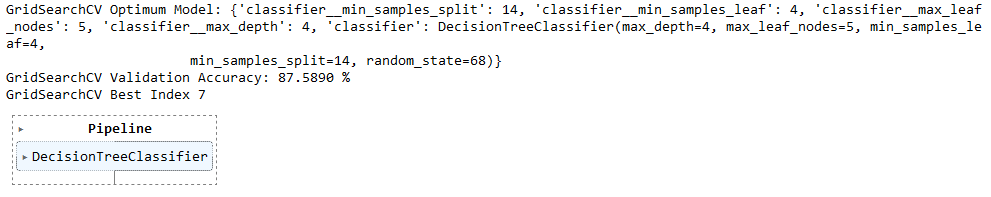 GridSearchCV Optimum Model: {'classifier__min_samples_split': 14, 'classifier__min_samples_leaf': 4, 'classifier__max_leaf
_nodes': 5, 'classifier__max_depth': 4, 'classifier': DecisionTreeClassifier(max_depth=4, max_leaf_nodes=5, min_samples_le
af=4,
                       min_samples_split=14, random_state=68)}
GridSearchCV Validation Accuracy: 87.5890 %
GridSearchCV Best Index 7
▸ Pipeline
▸ DecisionTreeClassifier